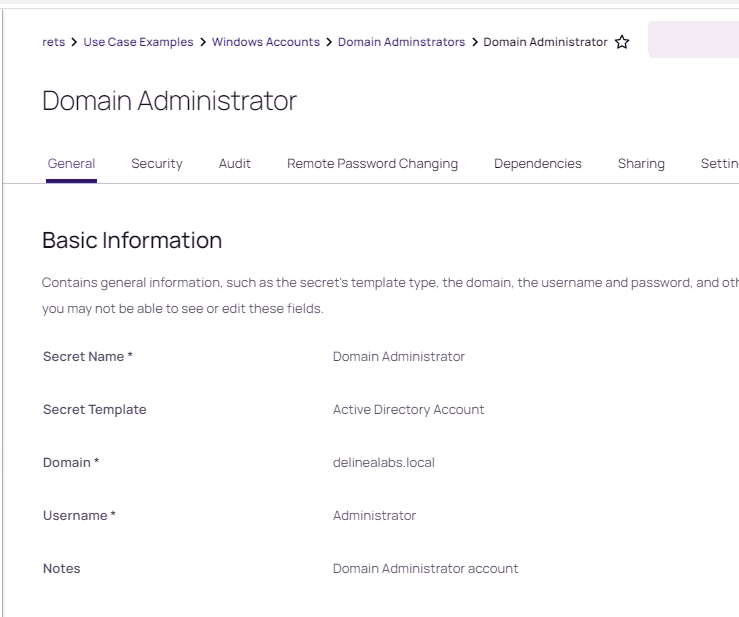 rets > Use Case Examples > Windows Accounts > Domain Adminstrators > Domain Administrator
Domain Administrator
General Security Audit Remote Password Changing Dependencies Sharing Settin
Basic Information
Contains general information, such as the secret's template type, the domain, the username and password, and oth
you may not be able to see or edit these fields.
Secret Name * Domain Administrator
Secret Template Active Directory Account
Domain * delinealabs.local
Username * Administrator
Notes Domain Administrator account